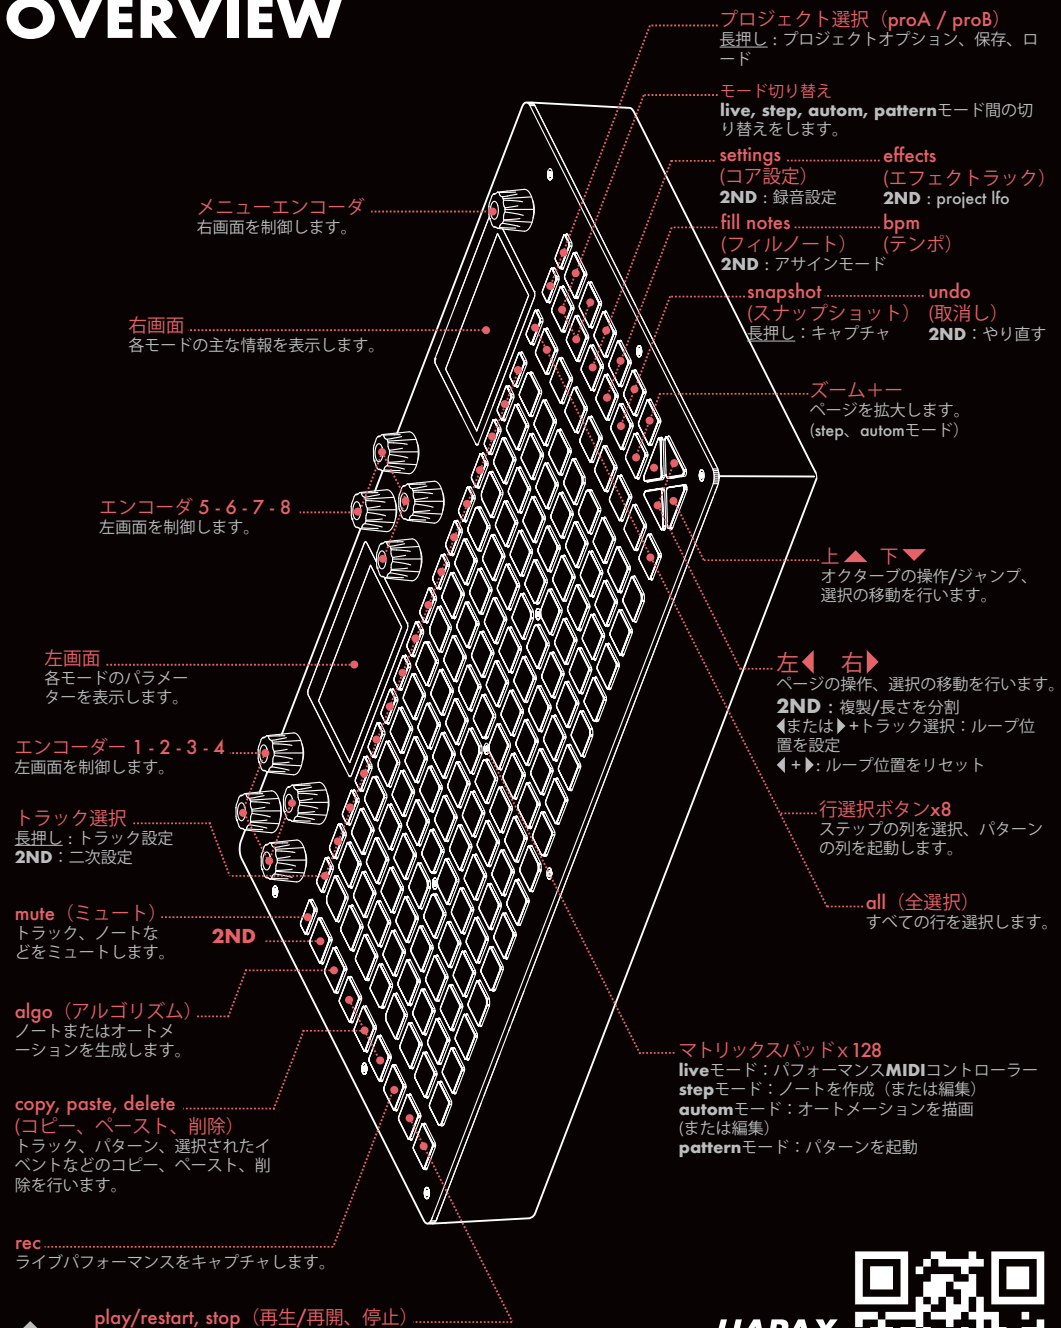 OVERVIEW
プロジェクト選択（proA / proB）
長押し : プロジェクトオプション、保存、ロ
ード
モード切り替え
live, step, autom, patternモード間の切
り替えをします。
settings
(コア設定）
2ND : 録音設定
effects
(エフェクトラック）
2ND : project lfo
fill notes
(フィルノート）
2ND : アサインモード
bpm
(テンポ）
snapshot
(スナップショット）
長押し : キャプチャ
undo
(取消し）
2ND : やり直す
ズーム＋ー
ページを拡大します。
(step、automモード）
上▲ 下▼
オクターブの操作/ジャンプ、
選択の移動を行います。
左◀ 右▶
ページの操作、選択の移動を行います。
2ND : 複製/長さを分割
◀または▶+トラック選択 : ループ位
置を設定
◀+▶: ループ位置をリセット
行選択ボタンx8
ステップの列を選択、パターン
の列を起動します。
all（全選択）
すべての行を選択します。
マトリックスパッド x 128
liveモード : パフォーマンスMIDIコントローラー
stepモード : ノートを作成（または編集）
automモード : オートメーションを描画
(または編集）
patternモード : パターンを起動
メニューエンコーダ
右画面を制御します。
右画面
各モードの主な情報を表示します。
エンコーダ 5 - 6 - 7 - 8
左画面を制御します。
左画面
各モードのパラメー
ターを表示します。
エンコーダー 1 - 2 - 3 - 4
左画面を制御します。
トラック選択
長押し : トラック設定
2ND : 二次設定
mute（ミュート）
トラック、ノートな
どをミュートします。
2ND
algo（アルゴリズム）
ノートまたはオートメ
ーションを生成します。
copy, paste, delete
(コピー、ペースト、削除）
トラック、パターン、選択されたイ
ベントなどのコピー、ペースト、削
除を行います。
rec
ライブパフォーマンスをキャプチャします。
play/restart, stop（再生/再開、停止）
HAPAX